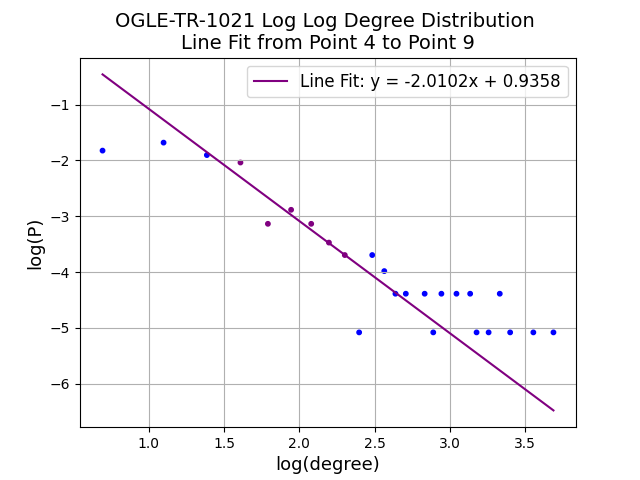 OGLE-TR-1021 Log Log Degree Distribution
Line Fit from Point 4 to Point 9
Line Fit: y = -2.0102x + 0.9358
log(P)
−1
−2
−3
−4
−5
−6
1.0 1.5 2.0 2.5 3.0 3.5
log(degree)